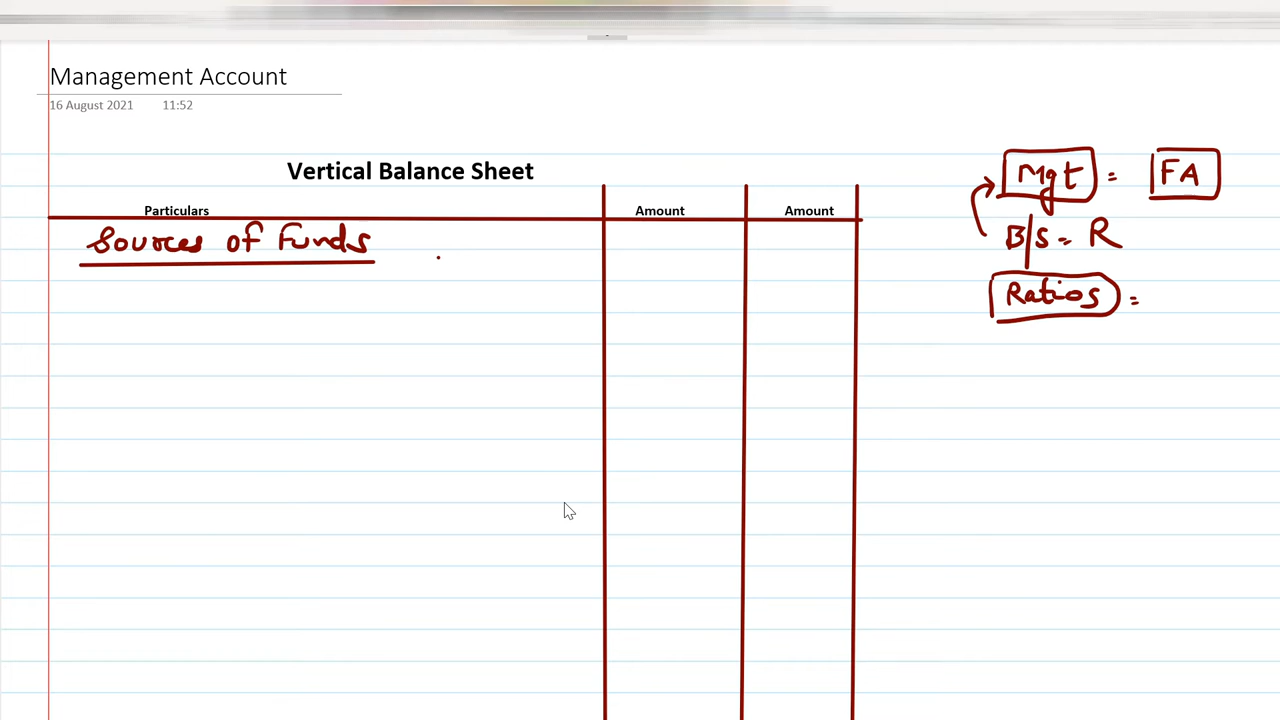 Management Account
16 August 2021 11:52
Vertical Balance Sheet
Particulars Amount Amount
Sources of Funds
Mgt = FA
B/S = R
Ratios =